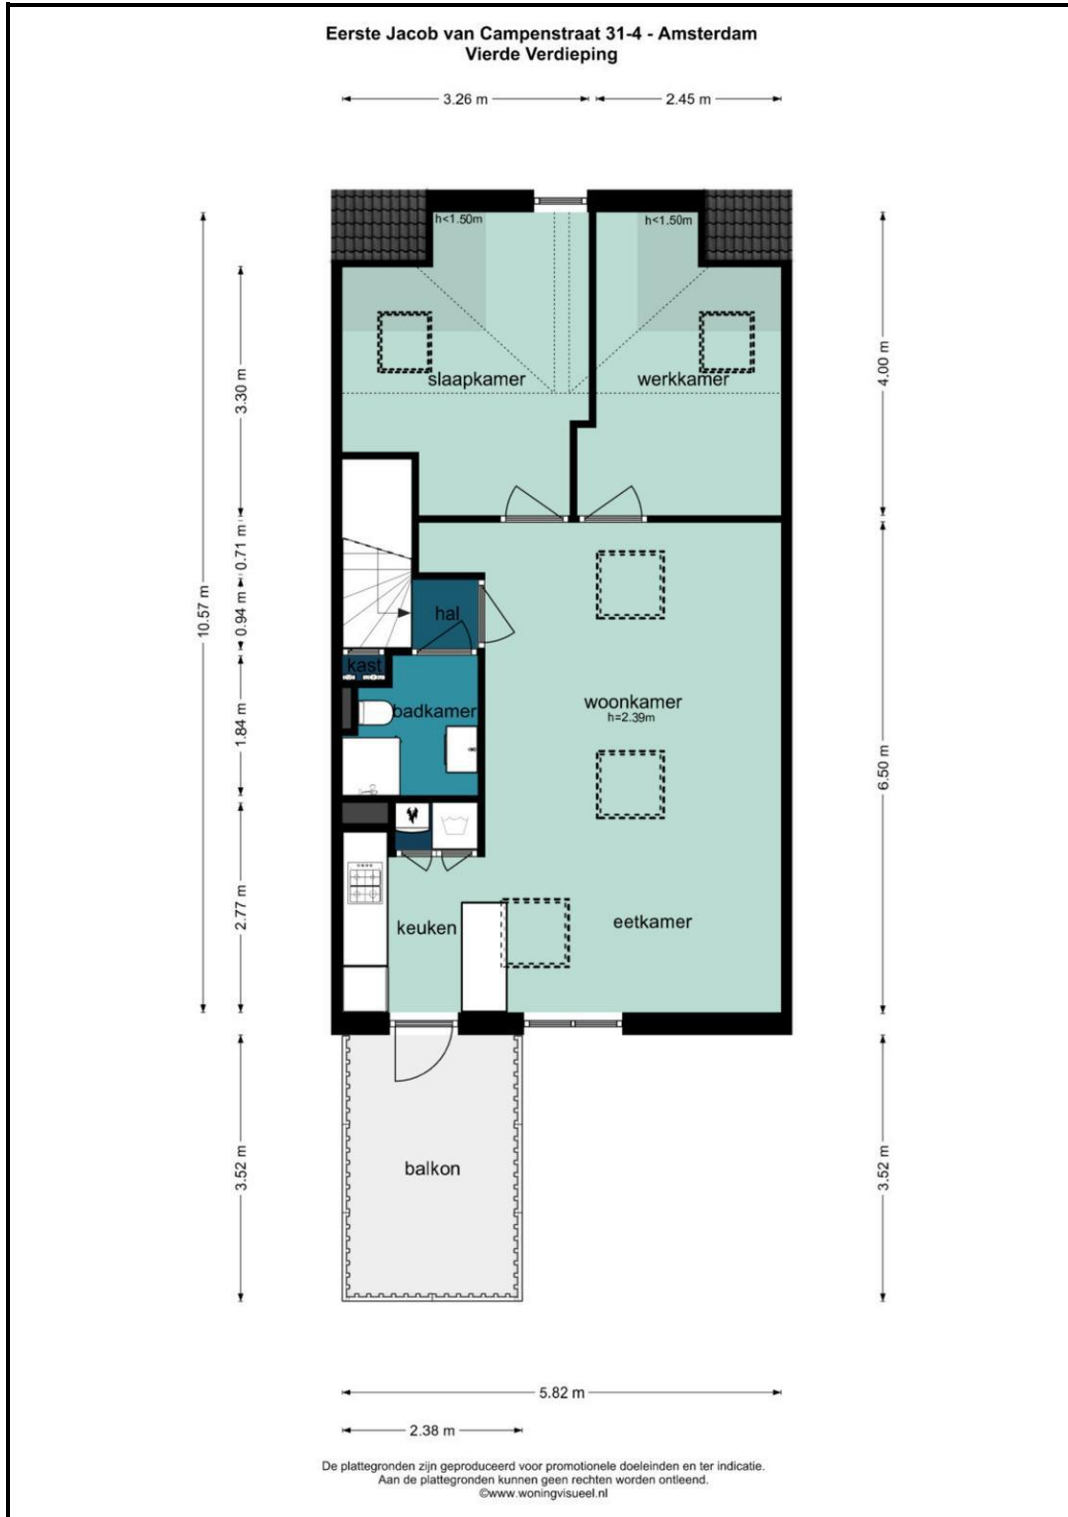 Eerste Jacob van Campenstraat 31-4 - Amsterdam
Vierde Verdieping
3.26 m
2.45 m
h<1.50m
h<1.50m
slaapkamer
werkkamer
3.30 m
4.00 m
10.57 m
0.71 m
0.94 m
hal
kast
badkamer
1.84 m
woonkamer
h=2.39m
6.50 m
2.77 m
keuken
eetkamer
3.52 m
balkon
3.52 m
5.82 m
2.38 m
De plattegronden zijn geproduceerd voor promotionele doeleinden en ter indicatie.
Aan de plattegronden kunnen geen rechten worden ontleend.
©www.woningvisueel.nl